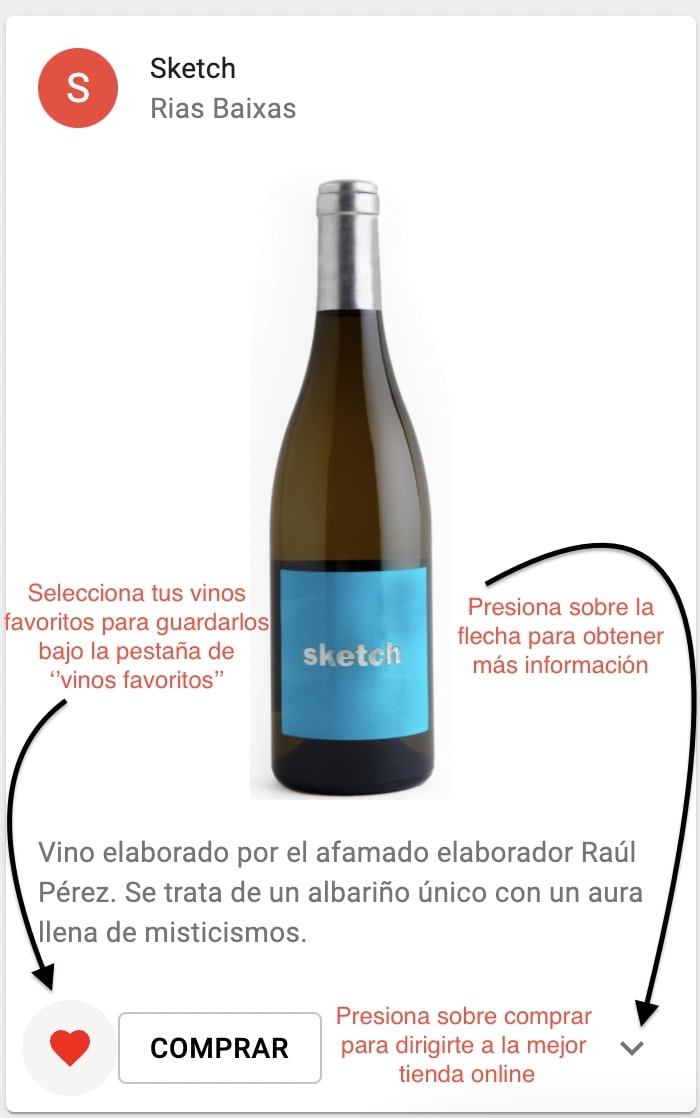 S
Sketch
Rias Baixas
Selecciona tus vinos
favoritos para guardarlos
bajo la pestaña de
‘’vinos favoritos’’
Presiona sobre la
flecha para obtener
más información
sketch
Vino elaborado por el afamado elaborador Raúl
Pérez. Se trata de un albariño único con un aura
llena de misticismos.
COMPRAR
Presiona sobre comprar
para dirigirte a la mejor
tienda online